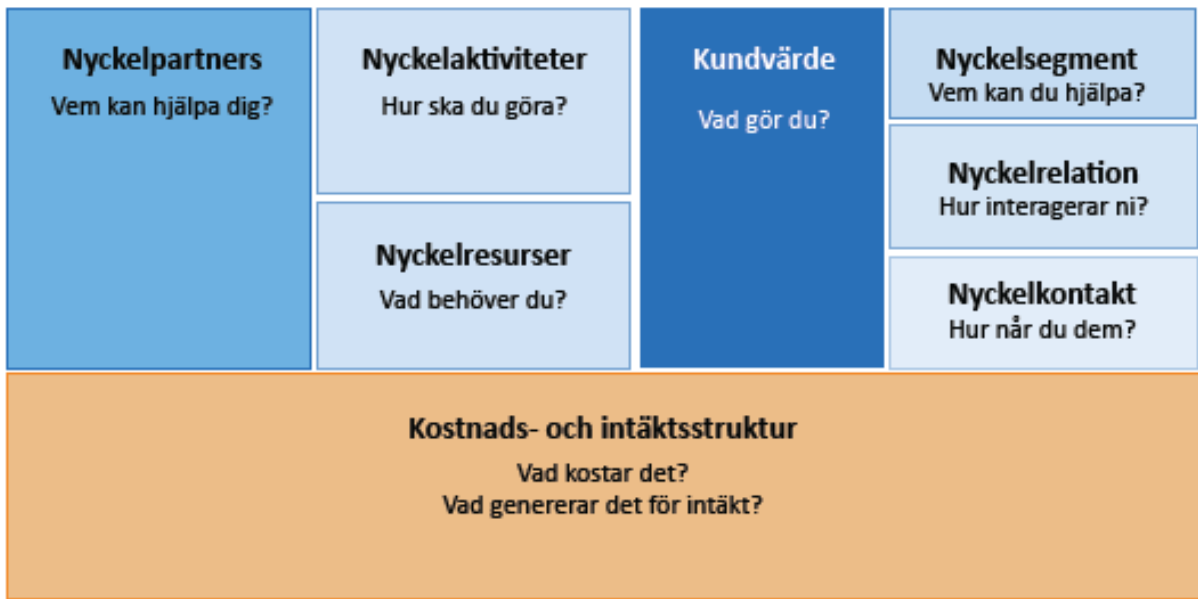 Nyckelpartners
Vem kan hjälpa dig?
Nyckelaktiviteter
Hur ska du göra?
Nyckelresurser
Vad behöver du?
Kundvärde
Vad gör du?
Nyckelsegment
Vem kan du hjälpa?
Nyckelrelation
Hur interagerar ni?
Nyckelkontakt
Hur når du dem?
Kostnads- och intäktsstruktur
Vad kostar det?
Vad genererar det för intäkt?